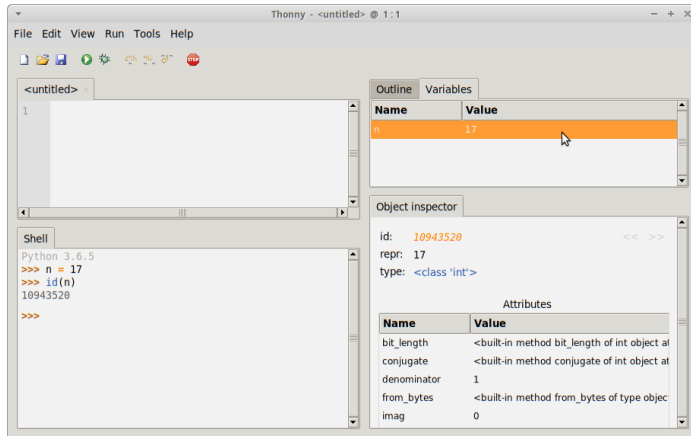 Thonny - <untitled> @ 1:1
File Edit View Run Tools Help
<untitled>
1
Outline Variables
Name Value
n 17
Shell
Python 3.6.5
>>> n = 17
>>> id(n)
10943520
>>>
Object inspector
id: 10943520 << >>
repr: 17
type: <class 'int'>
Attributes
Name Value
bit_length <built-in method bit_length of int object at
conjugate <built-in method conjugate of int object at
denominator 1
from_bytes <built-in method from_bytes of type objec
imag 0